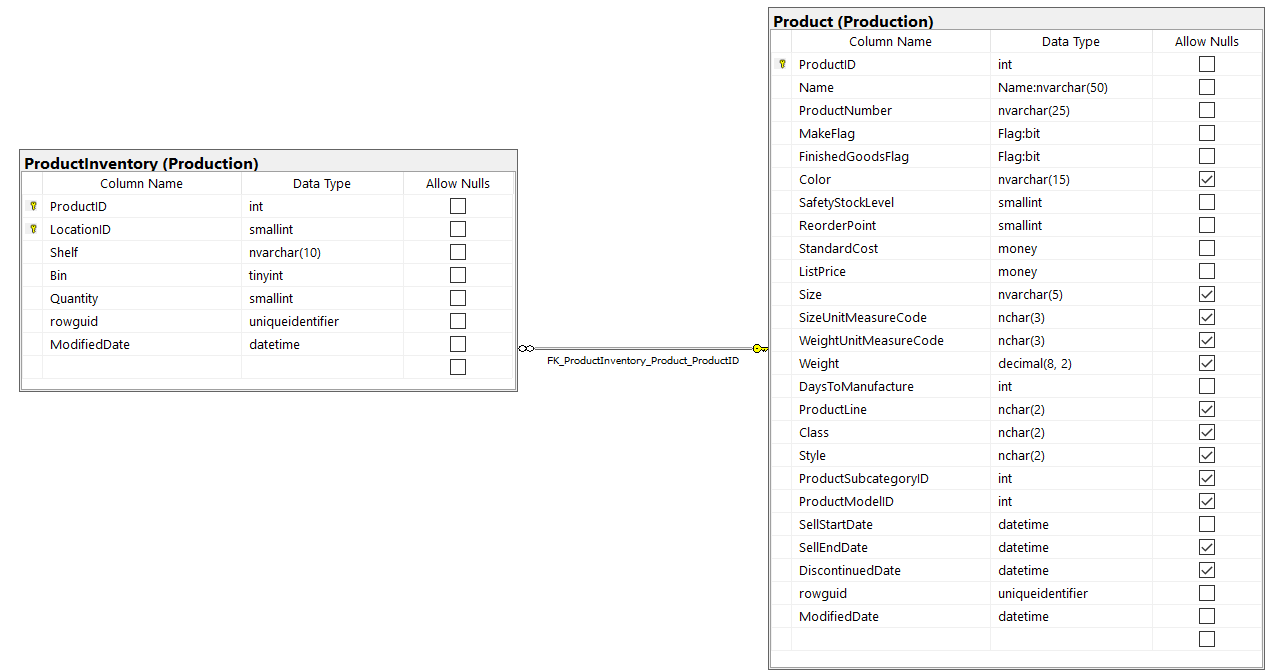 Product (Production)
Column Name Data Type Allow Nulls
ProductID int
Name Name:nvarchar(50)
ProductNumber nvarchar(25)
MakeFlag Flag:bit
FinishedGoodsFlag Flag:bit
Color nvarchar(15)
SafetyStockLevel smallint
ReorderPoint smallint
StandardCost money
ListPrice money
Size nvarchar(5)
SizeUnitMeasureCode nchar(3)
WeightUnitMeasureCode nchar(3)
Weight decimal(8, 2)
DaysToManufacture int
ProductLine nchar(2)
Class nchar(2)
Style nchar(2)
ProductSubcategoryID int
ProductModelID int
SellStartDate datetime
SellEndDate datetime
DiscontinuedDate datetime
rowguid uniqueidentifier
ModifiedDate datetime
ProductInventory (Production)
Column Name Data Type Allow Nulls
ProductID int
LocationID smallint
Shelf nvarchar(10)
Bin tinyint
Quantity smallint
rowguid uniqueidentifier
ModifiedDate datetime
FK_ProductInventory_Product_ProductID